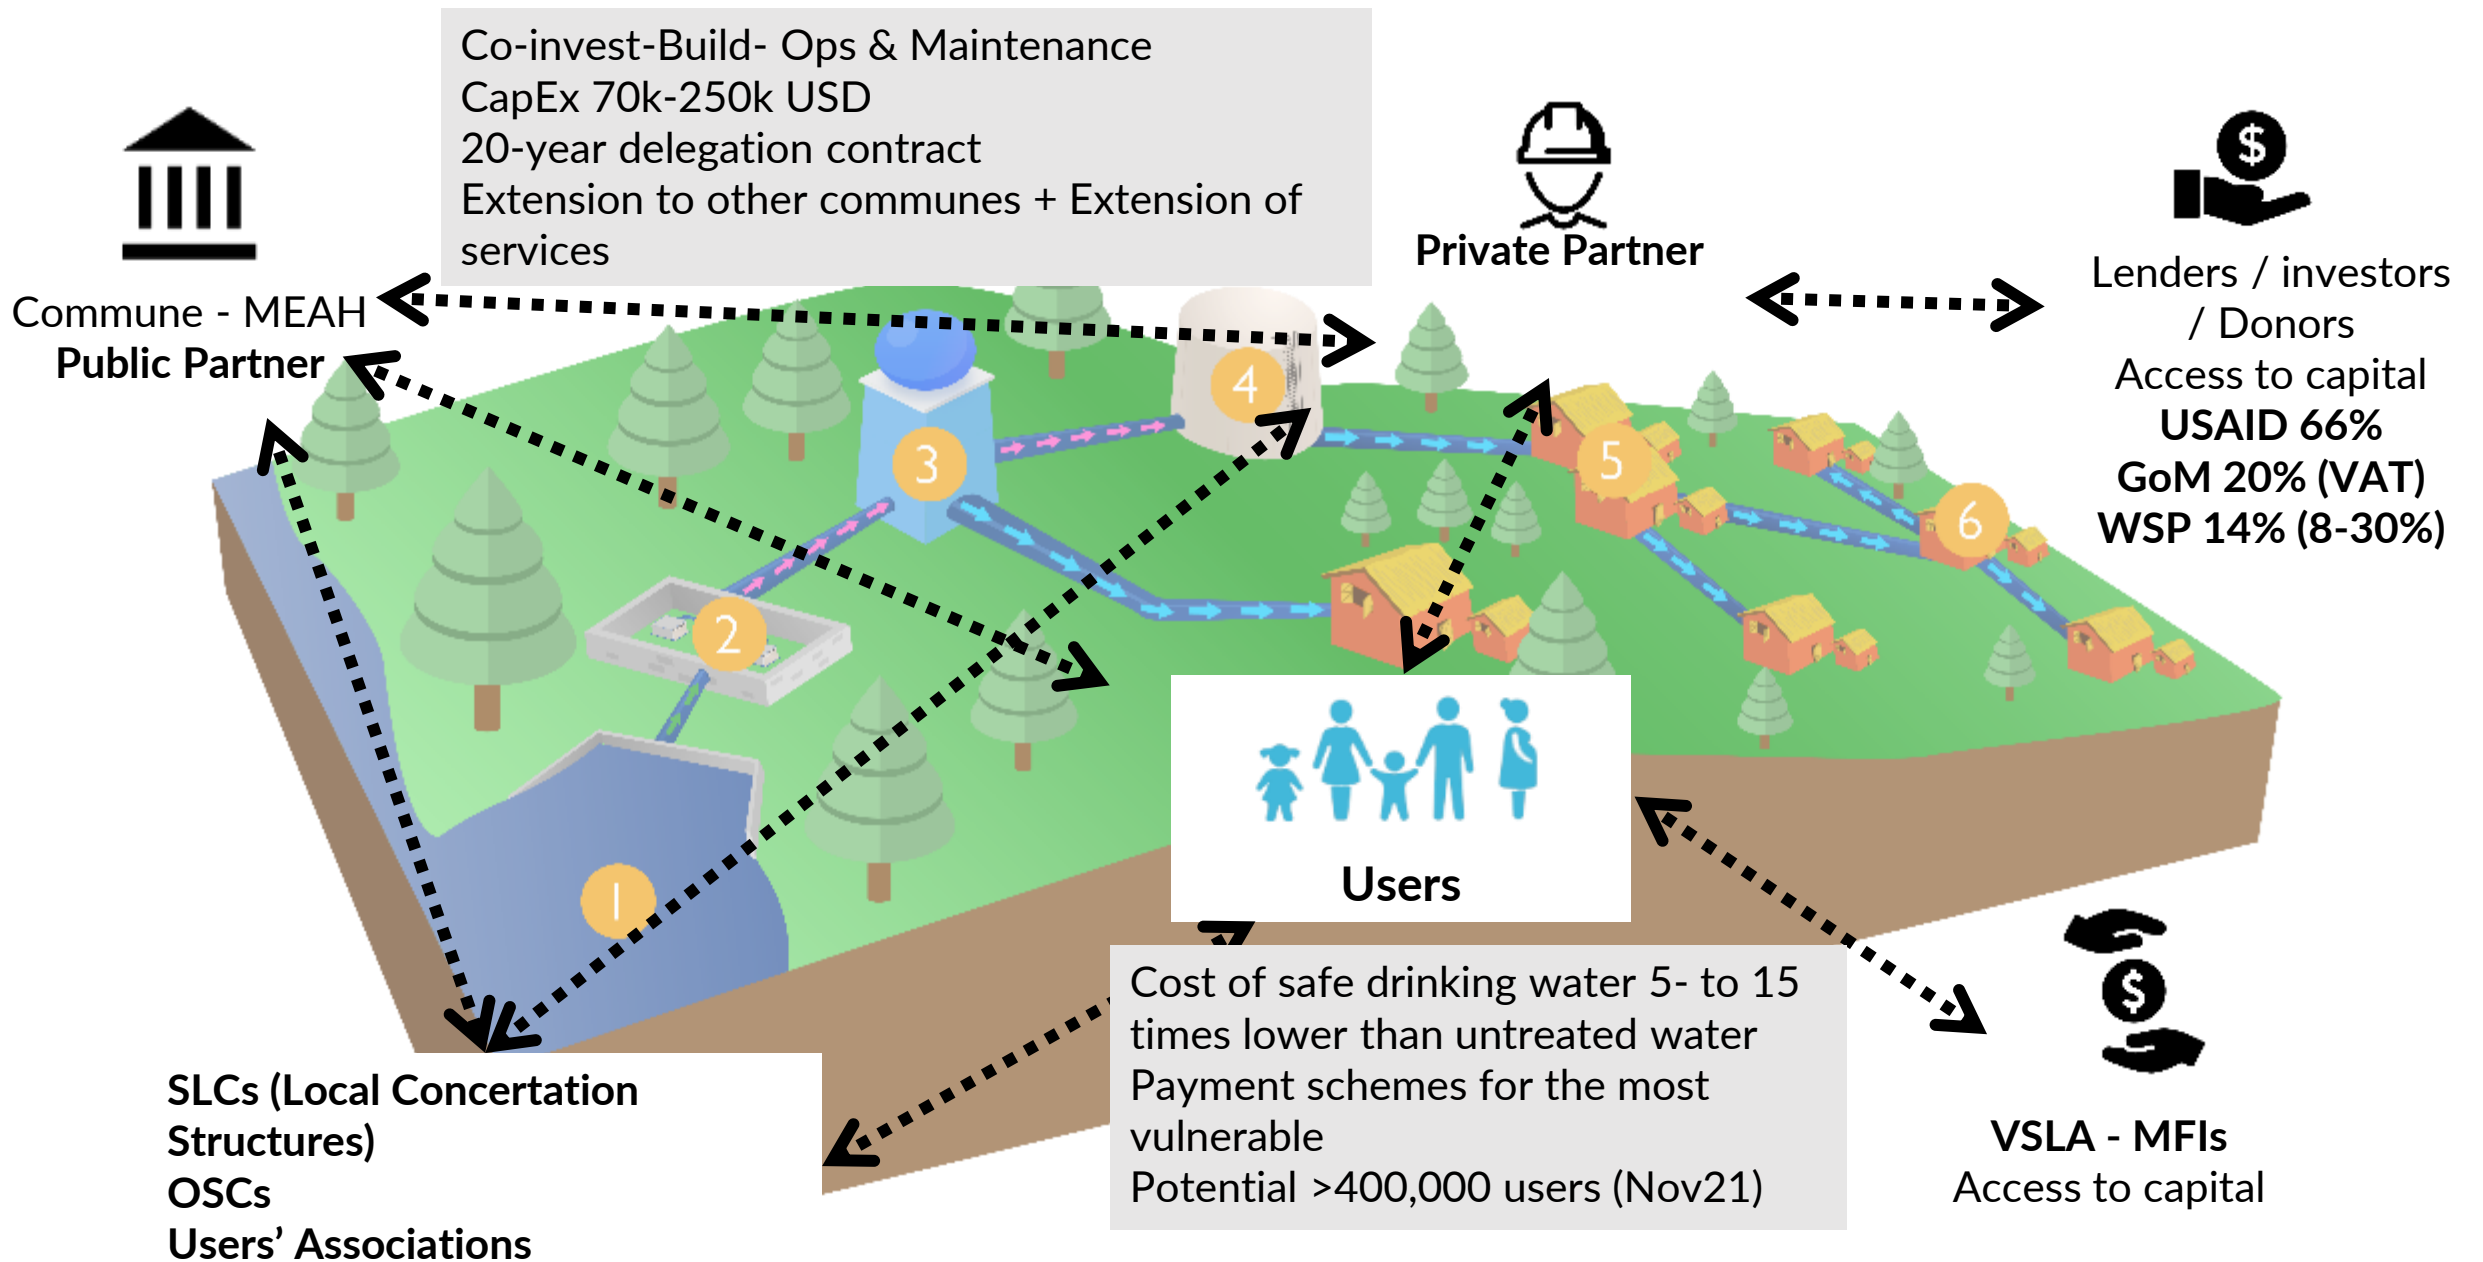 Co-invest-Build- Ops & Maintenance
CapEx 70k-250k USD
20-year delegation contract
Extension to other communes + Extension of
services
Commune - MEAH
Public Partner
Private Partner
$
Lenders / investors
/ Donors
Access to capital
USAID 66%
GoM 20% (VAT)
WSP 14% (8-30%)
4
3
5
6
2
1
Users
Cost of safe drinking water 5- to 15
times lower than untreated water
Payment schemes for the most
vulnerable
Potential >400,000 users (Nov21)
$
VSLA - MFIs
Access to capital
SLCs (Local Concertation
Structures)
OSCs
Users’ Associations